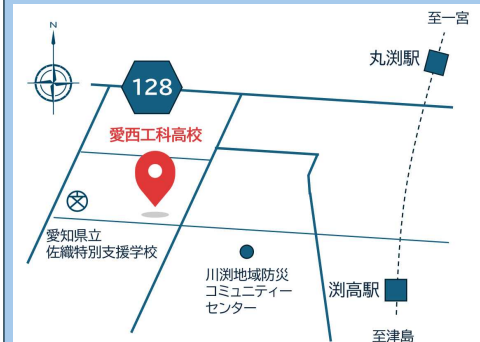 至一宮
N
丸渕駅
128
愛西工科高校
愛知県立
佐織特別支援学校
川渕地域防災
コミュニティー
センター
渕高駅
至津島